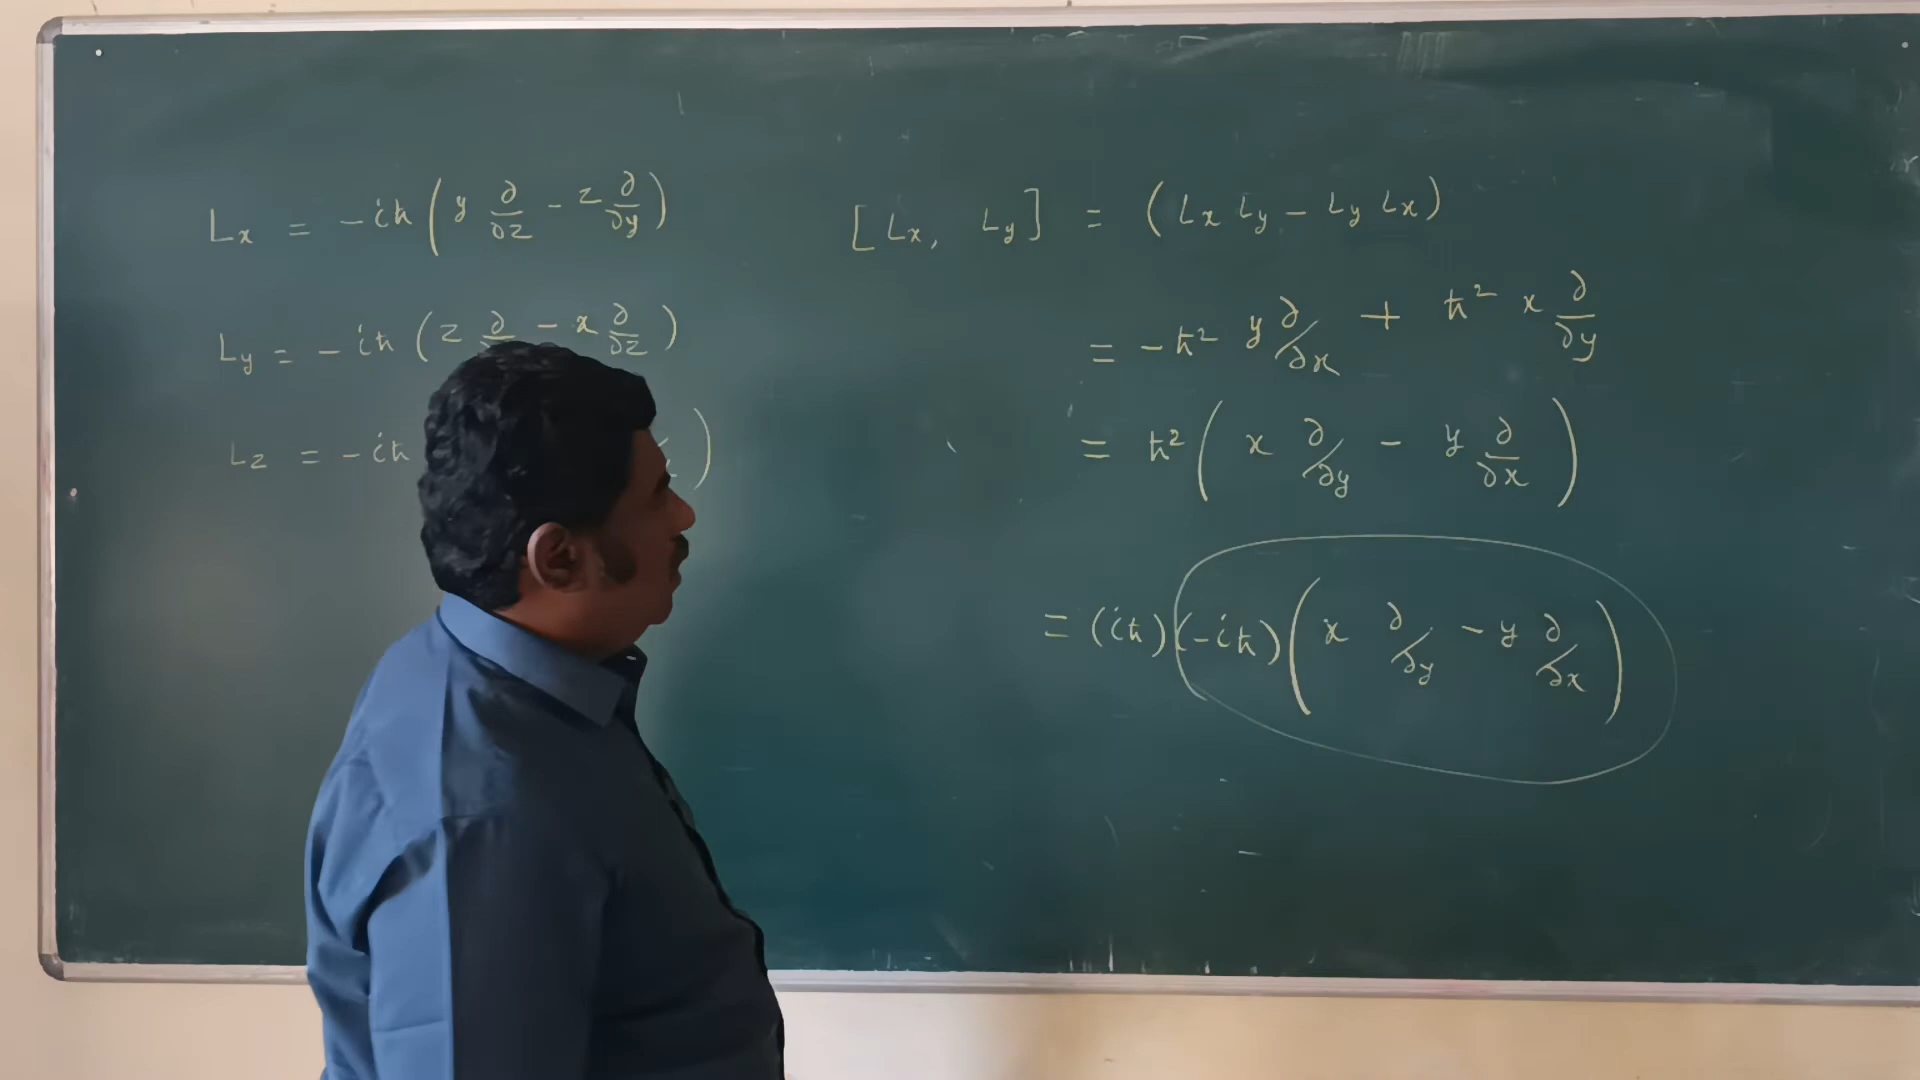 Lx = -iħ ( y ∂/∂z - z ∂/∂y )
Ly = -iħ ( z ∂ - x ∂/∂z )
Lz = -iħ )
[ Lx, Ly ] = ( Lx Ly - Ly Lx )
= -ħ² y ∂/∂x + ħ² x ∂/∂y
= ħ² ( x ∂/∂y - y ∂/∂x )
= (iħ) (-iħ) ( x ∂/∂y - y ∂/∂x )